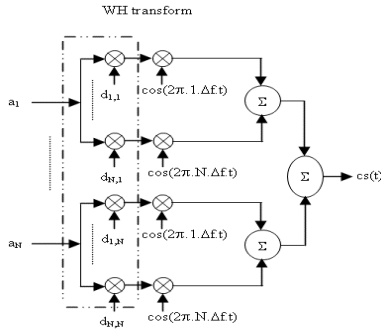 WH transform
a1
d1,1
cos(2π.1.Δf.t)
Σ
dN,1
cos(2π.N.Δf.t)
Σ
cs(t)
aN
d1,N
cos(2π.1.Δf.t)
Σ
dN,N
cos(2π.N.Δf.t)